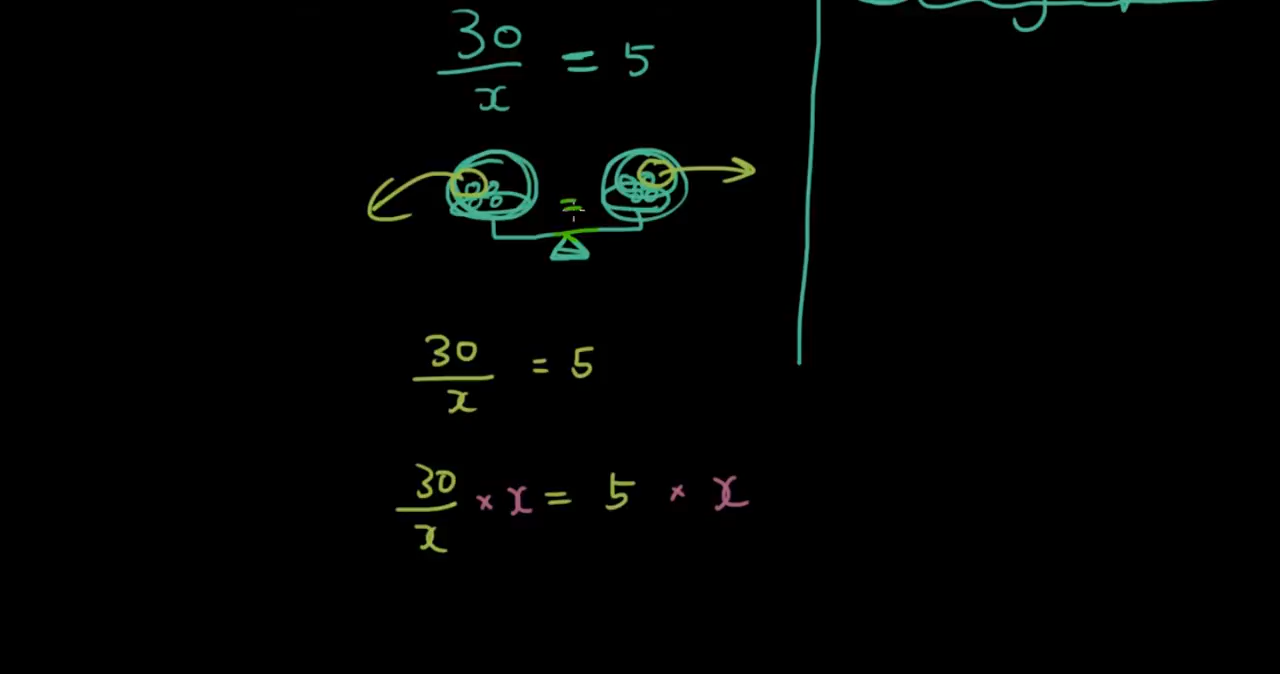 30/x = 5
=
30/x = 5
30/x × x = 5 × x